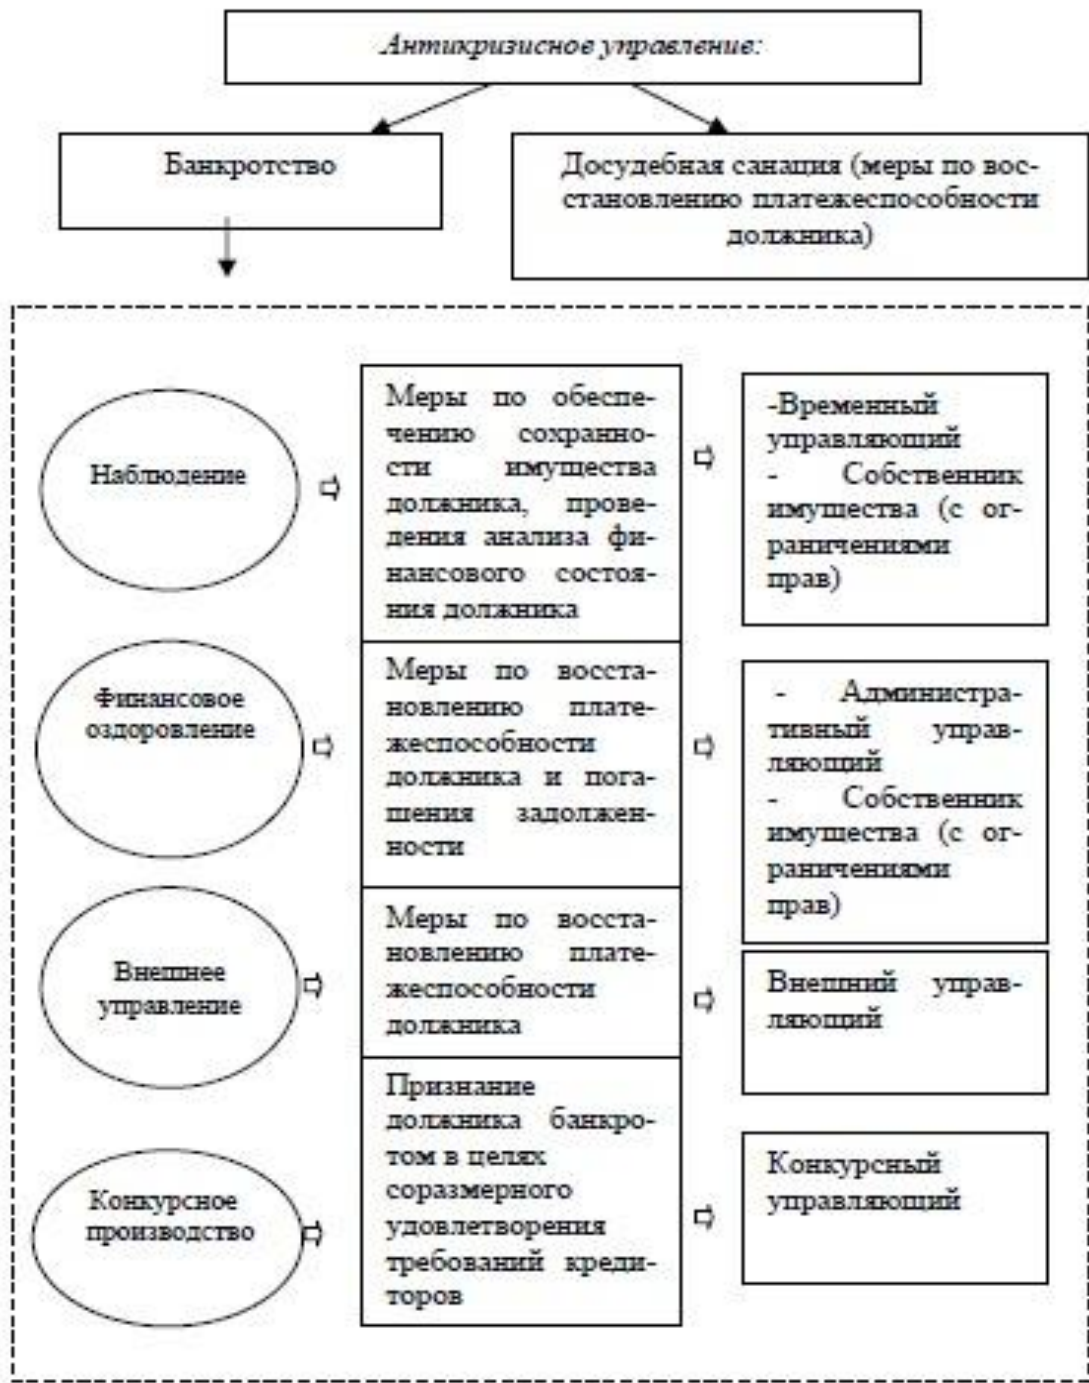 Антикризисное управление:
Банкротство
Досудебная санация (меры по вос-
становлению платежеспособности
должника)
Наблюдение
Меры по обеспе-
чению сохранно-
сти имущества
должника, прове-
дения анализа фи-
нансового состоя-
ния должника
-Временный
управляющий
- Собственник
имущества (с ог-
раничениями
прав)
Финансовое
оздоровление
Меры по восста-
новлению плате-
жеспособности
должника и пога-
шения задолжен-
ности
- Администра-
тивный управ-
ляющий
- Собственник
имущества (с ог-
раничениями
прав)
Внешнее
управление
Меры по восста-
новлению плате-
жеспособности
должника
Внешний управ-
ляющий
Конкурсное
производство
Признание
должника банкро-
том в целях
соразмерного
удовлетворения
требований креди-
торов
Конкурсный
управляющий